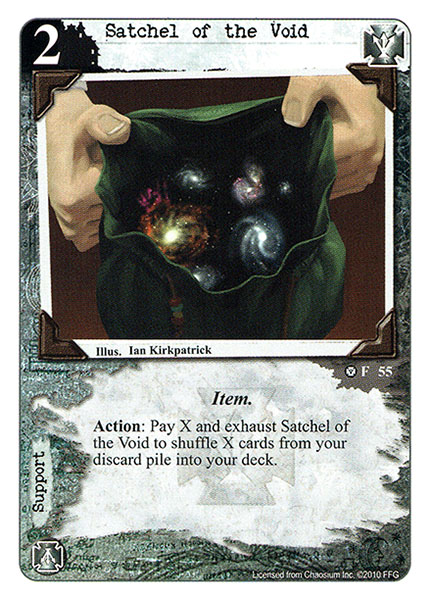 2
Satchel of the Void
Illus. Ian Kirkpatrick
F 55
Item.
Action: Pay X and exhaust Satchel of
the Void to shuffle X cards from your
discard pile into your deck.
Support
Licensed from Chaosium Inc. ©2010 FFG